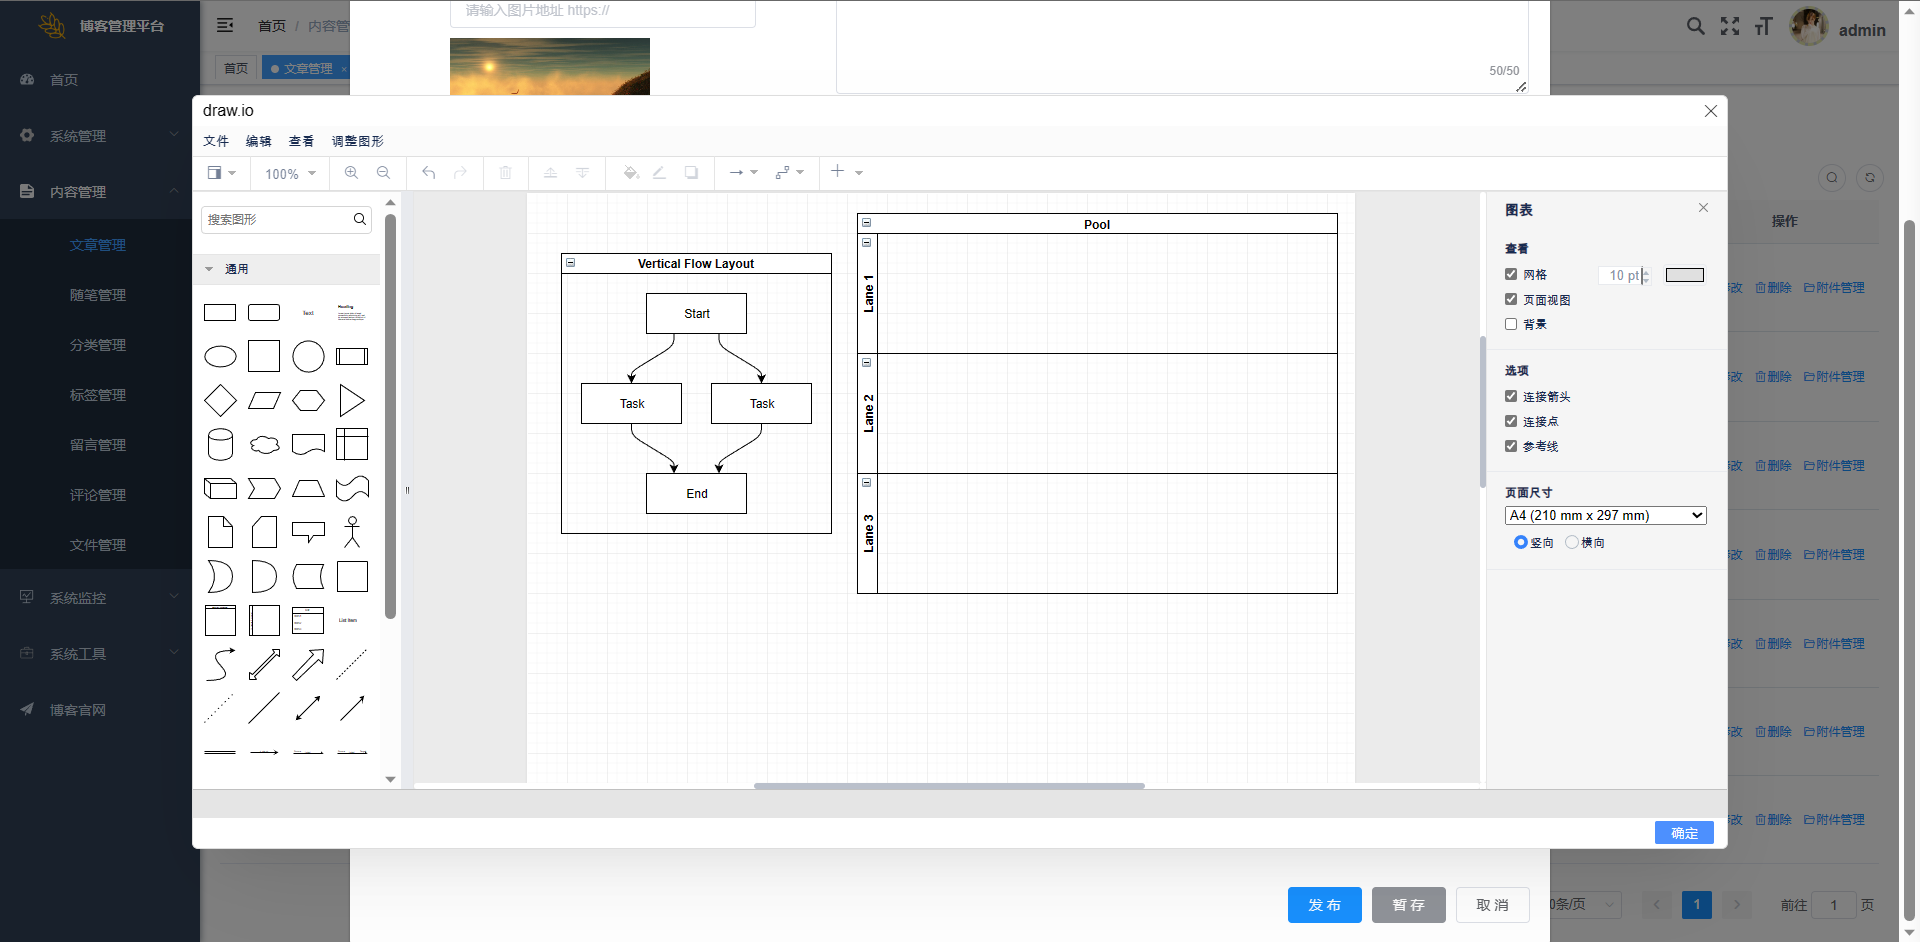 博客管理平台
首页
系统管理
内容管理
文章管理
随笔管理
分类管理
标签管理
留言管理
评论管理
文件管理
系统监控
系统工具
博客官网
首页 / 内容管
首页
文章管理 ×
admin
请输入图片地址 https://
50/50
draw.io
文件 编辑 查看 调整图形
100%
搜索图形
通用
Text
Heading
List Item
Vertical Flow Layout
Start
Task Task
End
Pool
Lane 1
Lane 2
Lane 3
图表
查看
网格 10 pt
页面视图
背景
选项
连接箭头
连接点
参考线
页面尺寸
A4 (210 mm x 297 mm)
竖向 横向
确定
操作
改 删除 附件管理
改 删除 附件管理
改 删除 附件管理
改 删除 附件管理
改 删除 附件管理
改 删除 附件管理
改 删除 附件管理
发 布 暂 存 取 消
0条/页 1 前往 1 页